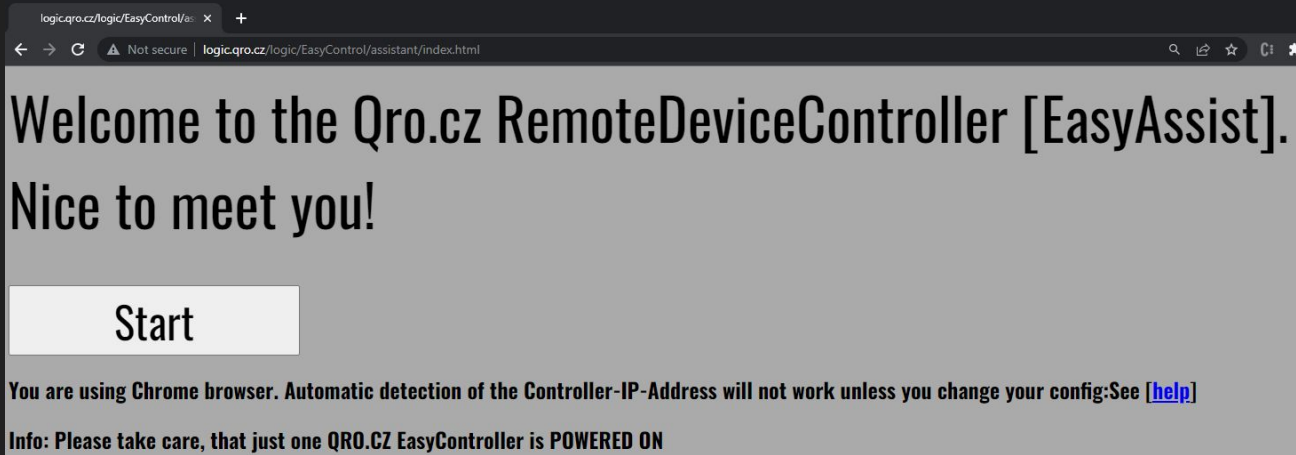 logic.qro.cz/logic/EasyControl/as
Not secure | logic.qro.cz/logic/EasyControl/assistant/index.html
Welcome to the Qro.cz RemoteDeviceController [EasyAssist].
Nice to meet you!
Start
You are using Chrome browser. Automatic detection of the Controller-IP-Address will not work unless you change your config:See [help]
Info: Please take care, that just one QRO.CZ EasyController is POWERED ON